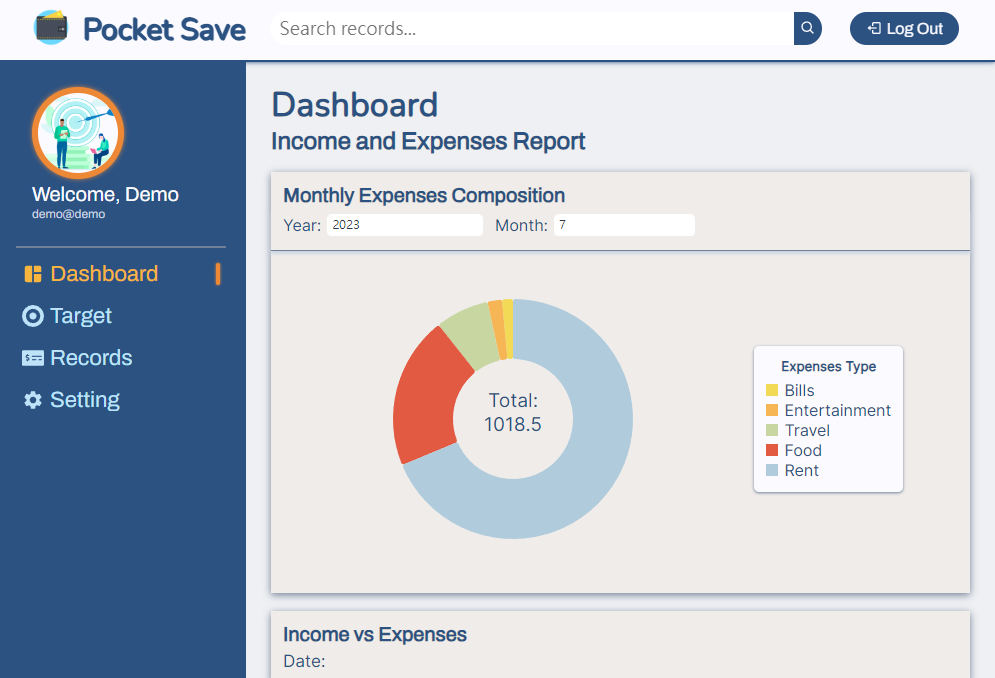 Pocket Save
Search records...
Log Out
Welcome, Demo
demo@demo
Dashboard
Target
Records
Setting
Dashboard
Income and Expenses Report
Monthly Expenses Composition
Year: 2023 Month: 7
Total:
1018.5
Expenses Type
Bills
Entertainment
Travel
Food
Rent
Income vs Expenses
Date: